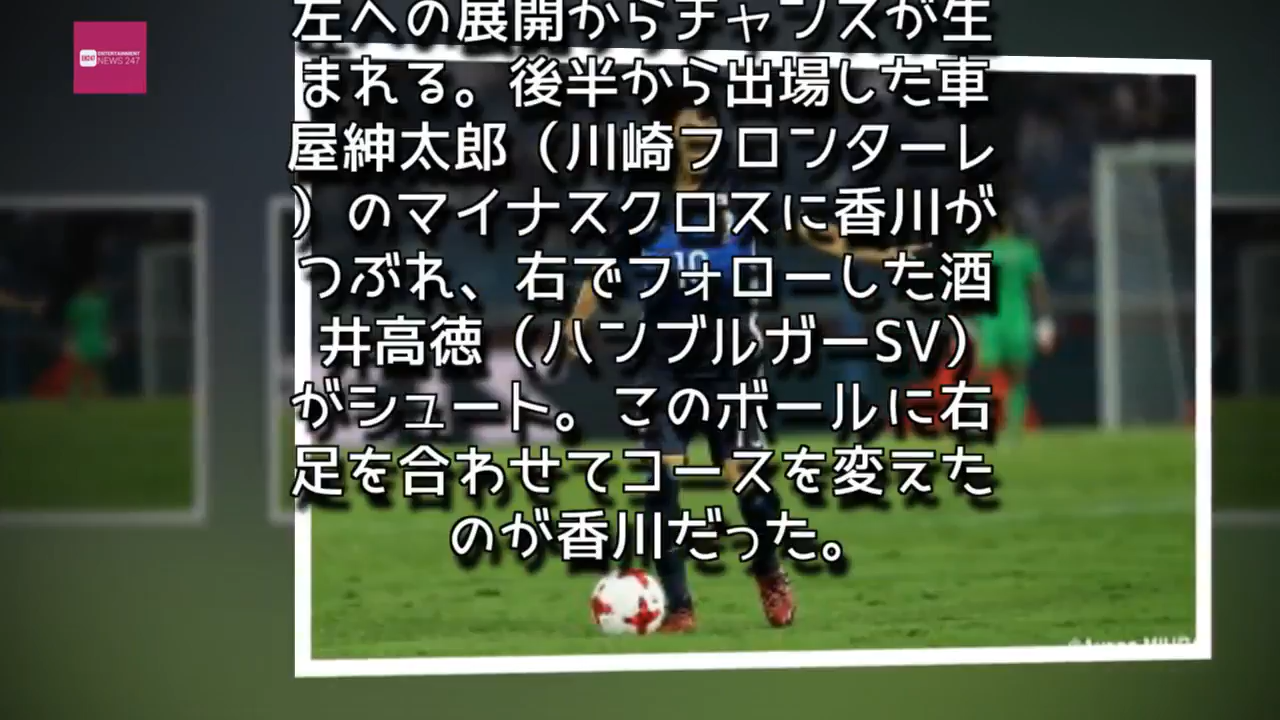 ENTERTAINMENT
NEWS 247
左への展開からチャンスが生
まれる。後半から出場した車
屋紳太郎（川崎フロンターレ
）のマイナスクロスに香川が
つぶれ、右でフォローした酒
井高徳（ハンブルガーSV）
がシュート。このボールに右
足を合わせてコースを変えた
のが香川だった。
10